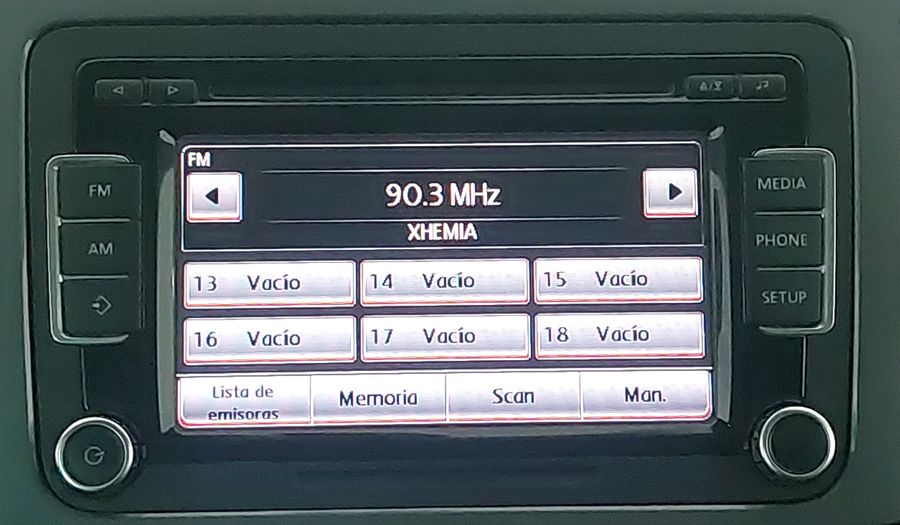 FM
90.3 MHz
XHEMIA
13 Vacío
14 Vacío
15 Vacío
16 Vacío
17 Vacío
18 Vacío
Lista de
emisoras
Memoria
Scan
Man.
FM
AM
MEDIA
PHONE
SETUP